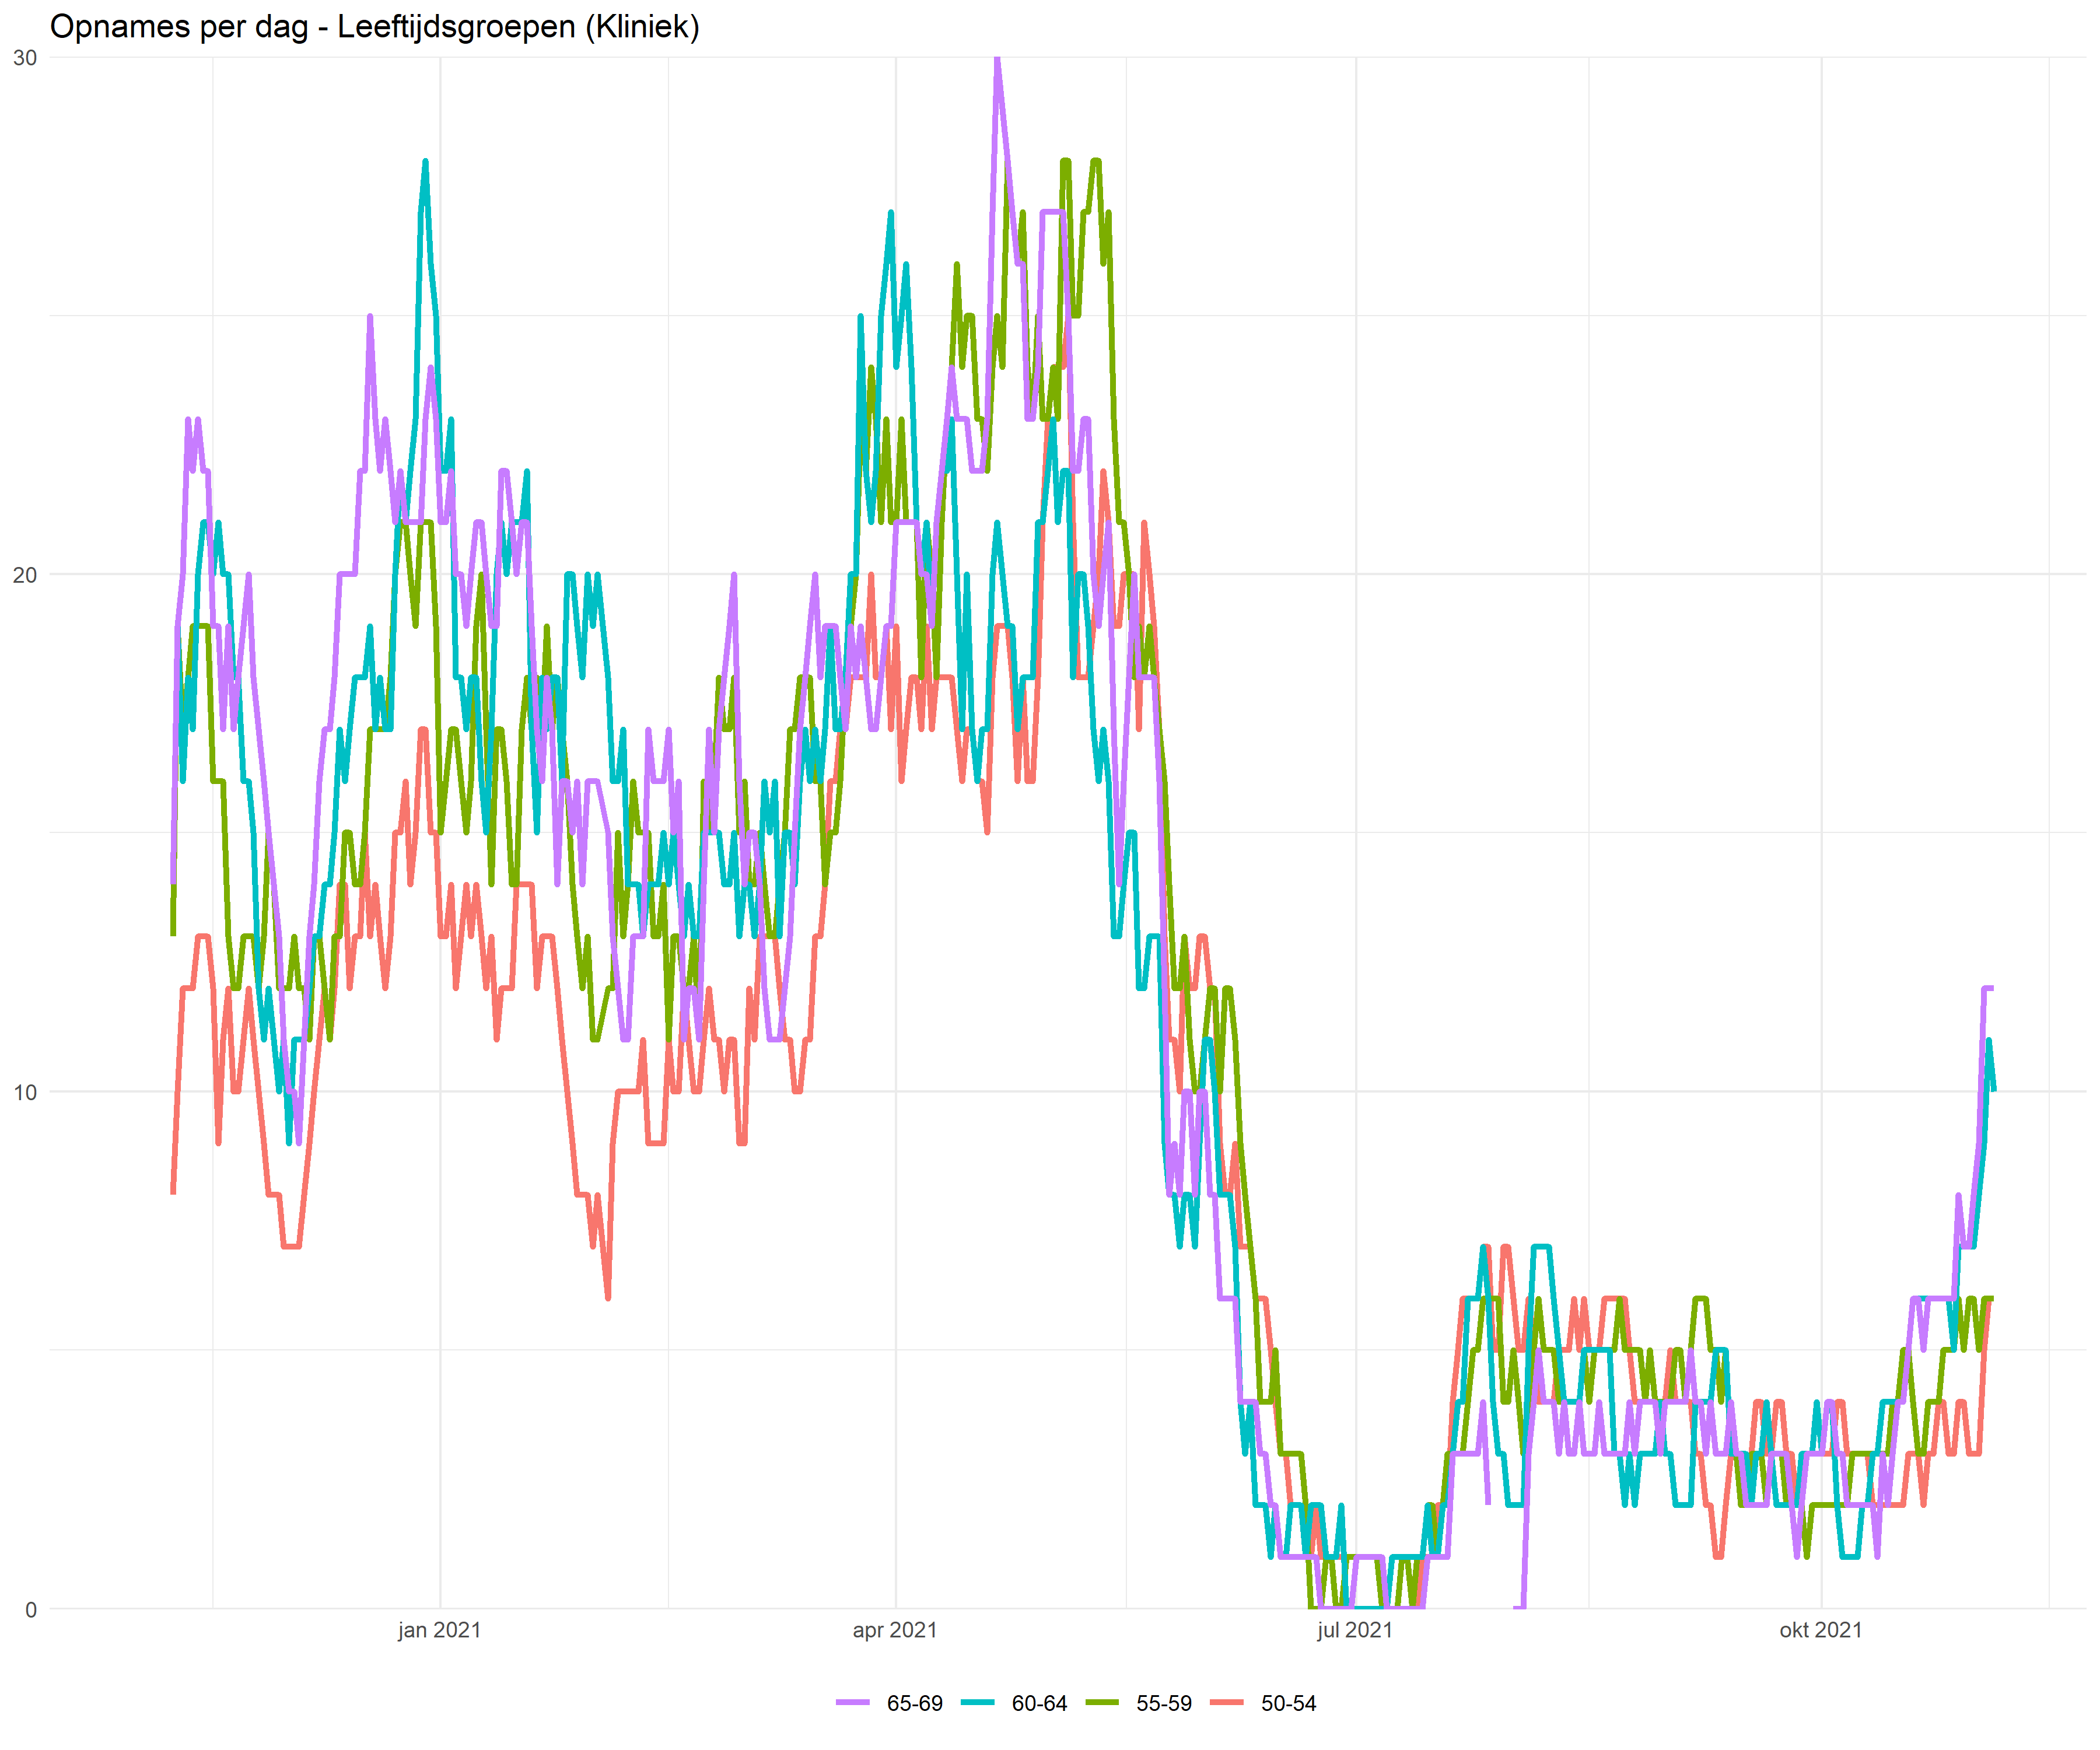 Opnames per dag - Leeftijdsgroepen (Kliniek)
30
20
10
0
jan 2021 apr 2021 jul 2021 okt 2021
65-69 60-64 55-59 50-54